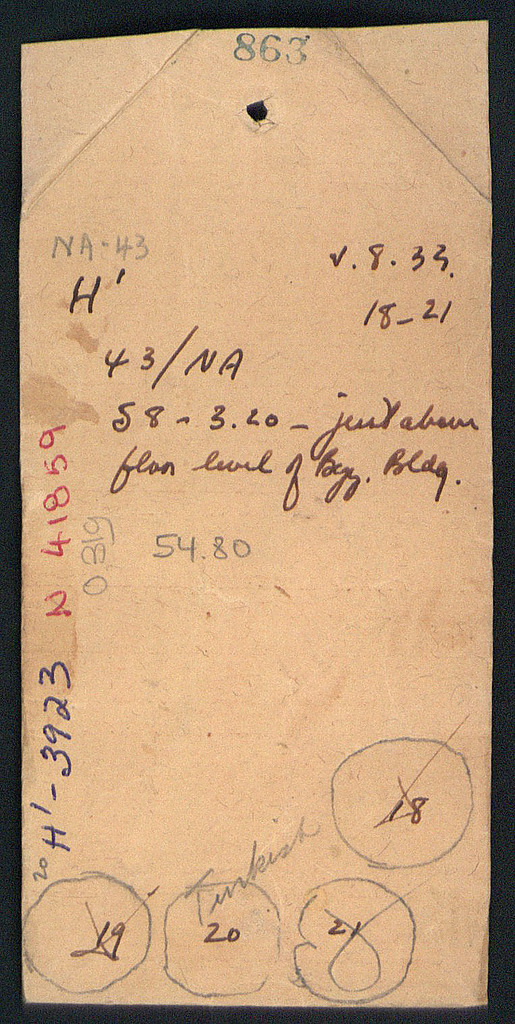 863
NA-43
V.8.33.
H'
18-21
43/NA
58-3.20 - just above
floor level of Byz. Bldg.
54.80
N 41859
0319
20 H'-3923
18
Turkish
19
20
21